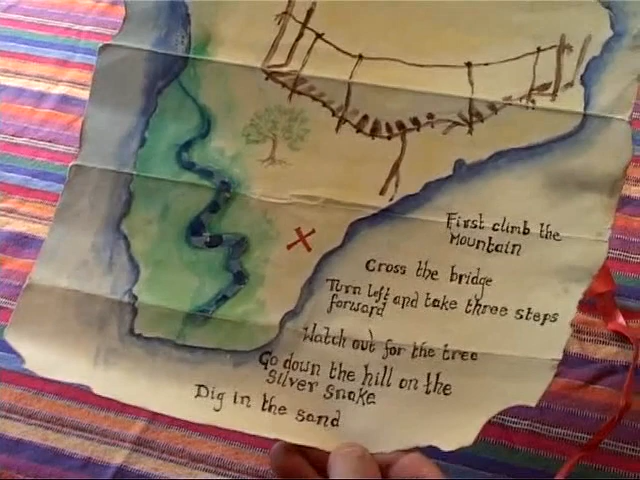 First climb the
Mountain
Cross the bridge
Turn left and take three steps
forward
Watch out for the tree
Go down the hill on the
Silver Snake
Dig in the sand